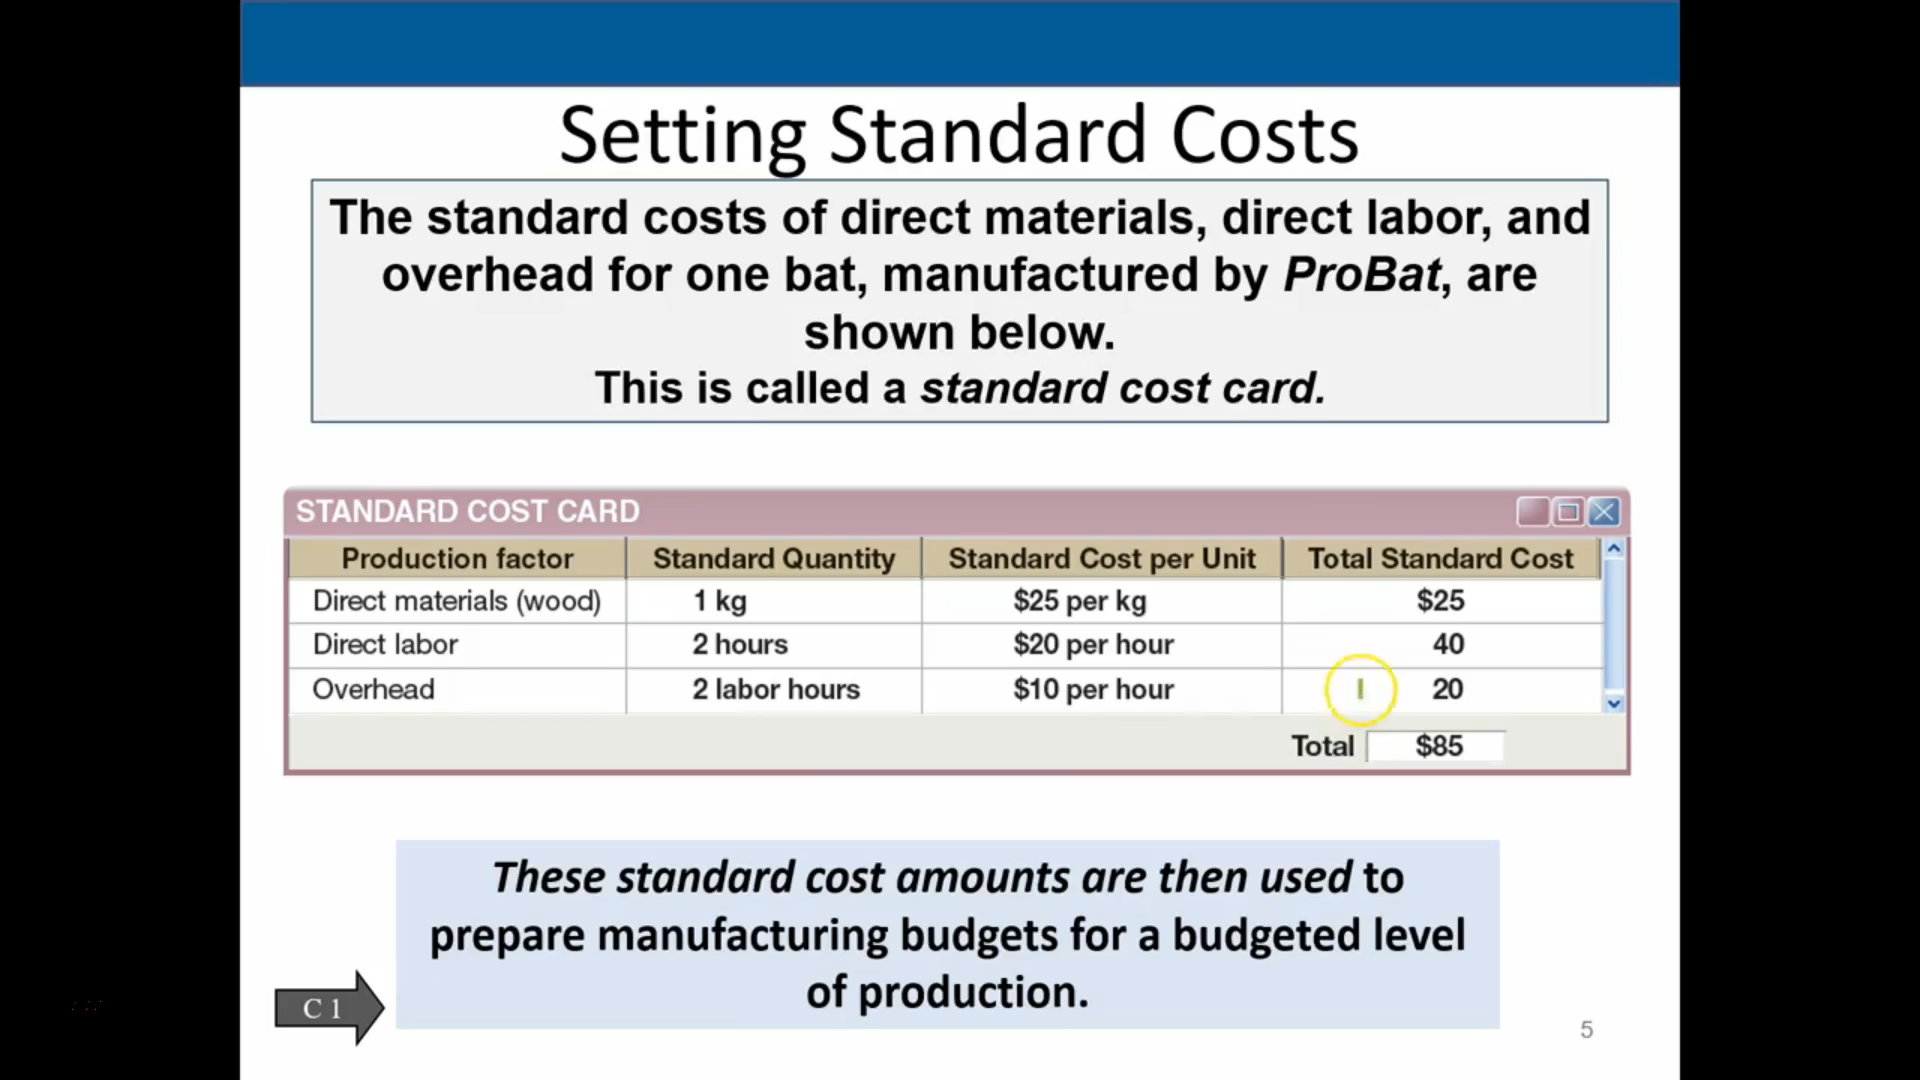 Setting Standard Costs
The standard costs of direct materials, direct labor, and
overhead for one bat, manufactured by ProBat, are
shown below.
This is called a standard cost card.
STANDARD COST CARD
Production factor Standard Quantity Standard Cost per Unit Total Standard Cost
Direct materials (wood) 1 kg $25 per kg $25
Direct labor 2 hours $20 per hour 40
Overhead 2 labor hours $10 per hour 20
Total $85
These standard cost amounts are then used to
prepare manufacturing budgets for a budgeted level
of production.
C 1
5